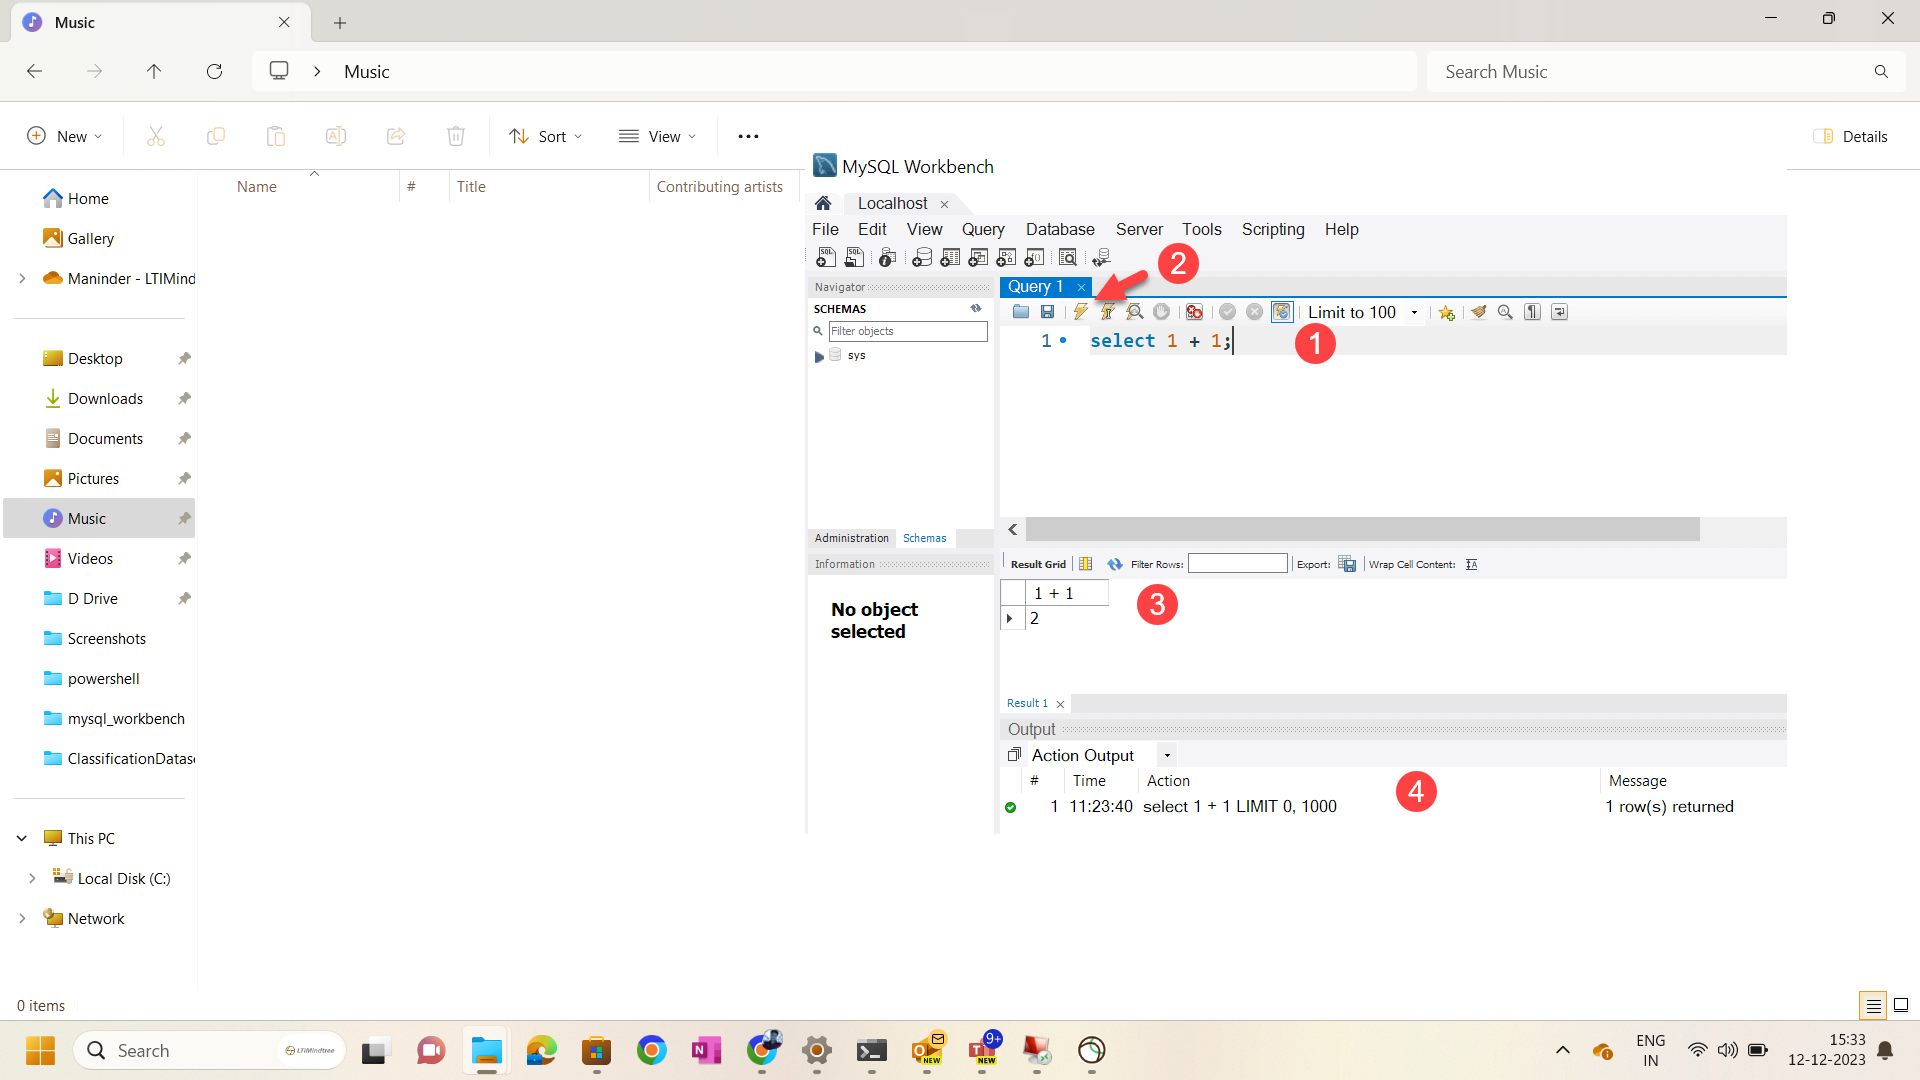 Music
Music
Search Music
New
Sort
View
Details
Name
#
Title
Contributing artists
Home
Gallery
Maninder - LTIMind
Desktop
Downloads
Documents
Pictures
Music
Videos
D Drive
Screenshots
powershell
mysql_workbench
ClassificationDatas
This PC
Local Disk (C:)
Network
0 items
MySQL Workbench
Localhost
File Edit View Query Database Server Tools Scripting Help
2
Navigator
SCHEMAS
Filter objects
sys
Administration Schemas
Information
No object
selected
Query 1
Limit to 100
1 select 1 + 1;
1
Result Grid Filter Rows: Export: Wrap Cell Content:
1 + 1
2
3
Result 1
Output
Action Output
4
# Time Action Message
1 11:23:40 select 1 + 1 LIMIT 0, 1000 1 row(s) returned
Search
LTIMindtree
NEW
9+
NEW
ENG
IN
15:33
12-12-2023